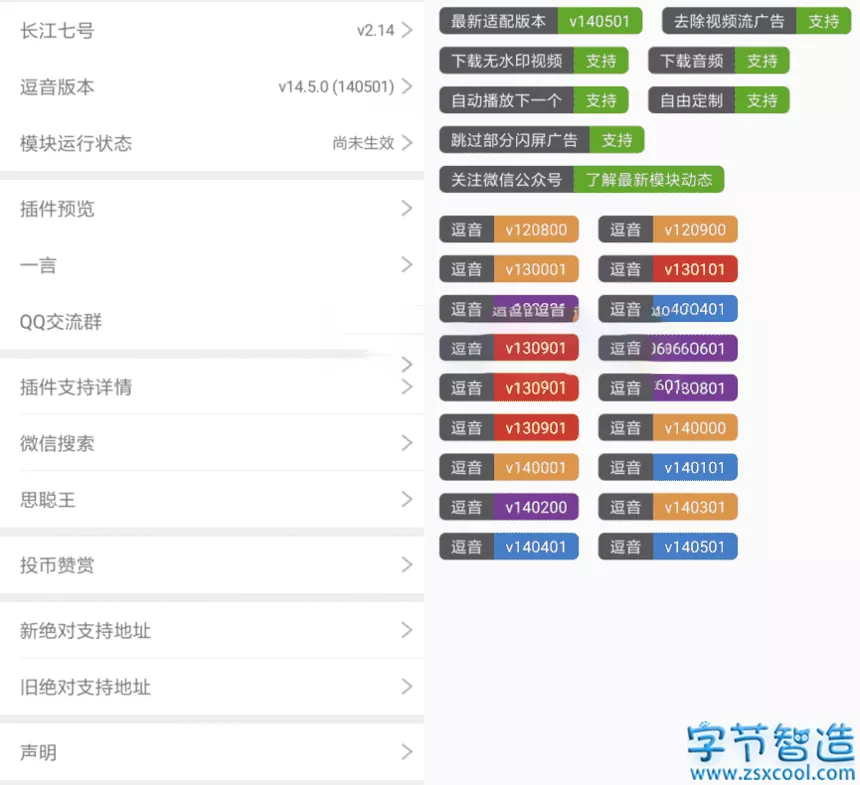 长江七号 v2.14
逗音版本 v14.5.0 (140501)
模块运行状态 尚未生效
插件预览
一言
QQ交流群
插件支持详情
微信搜索
思聪王
投币赞赏
新绝对支持地址
旧绝对支持地址
声明
最新适配版本 v140501 去除视频流广告 支持
下载无水印视频 支持 下载音频 支持
自动播放下一个 支持 自由定制 支持
跳过部分闪屏广告 支持
关注微信公众号 了解最新模块动态
逗音 v120800 逗音 v120900
逗音 v130001 逗音 v130101
逗音 逗音
逗音 v130901 逗音
逗音 v130901 逗音
逗音 v130901 逗音 v140000
逗音 v140001 逗音 v140101
逗音 v140200 逗音 v140301
逗音 v140401 逗音 v140501
字节智造
www.zsxcool.com